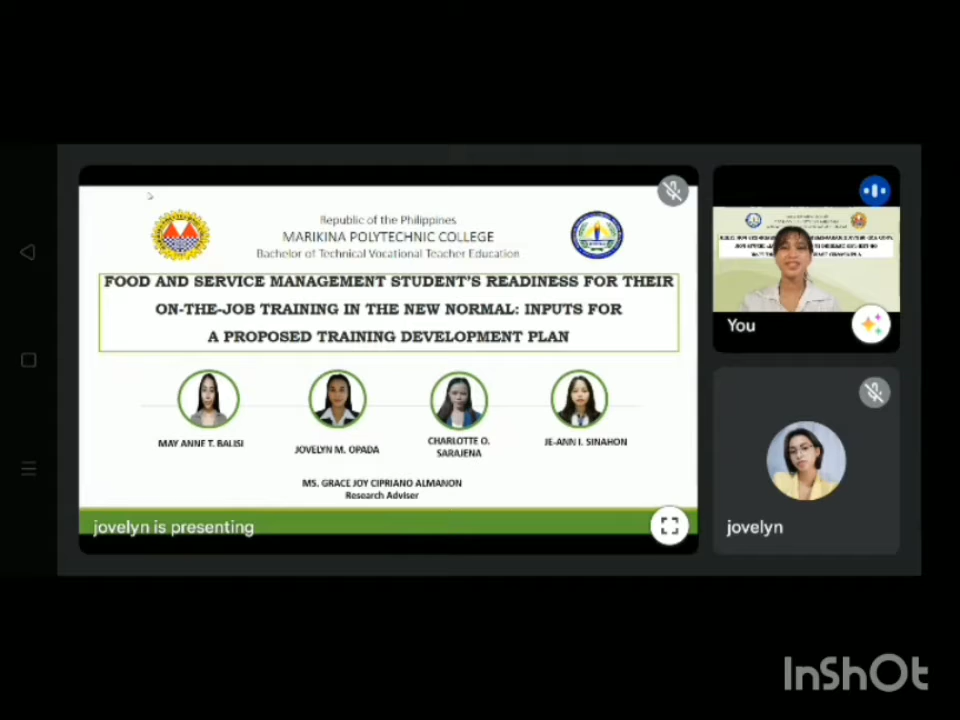 Republic of the Philippines
MARIKINA POLYTECHNIC COLLEGE
Bachelor of Technical Vocational Teacher Education
FOOD AND SERVICE MANAGEMENT STUDENT'S READINESS FOR THEIR
ON-THE-JOB TRAINING IN THE NEW NORMAL: INPUTS FOR
A PROPOSED TRAINING DEVELOPMENT PLAN
MAY ANNE T. BALISI
JOVELYN M. OPADA
CHARLOTTE O.
SARAJENA
JE-ANN I. SINAHON
MS. GRACE JOY CIPRIANO ALMANON
Research Adviser
jovelyn is presenting
You
jovelyn
InShOt